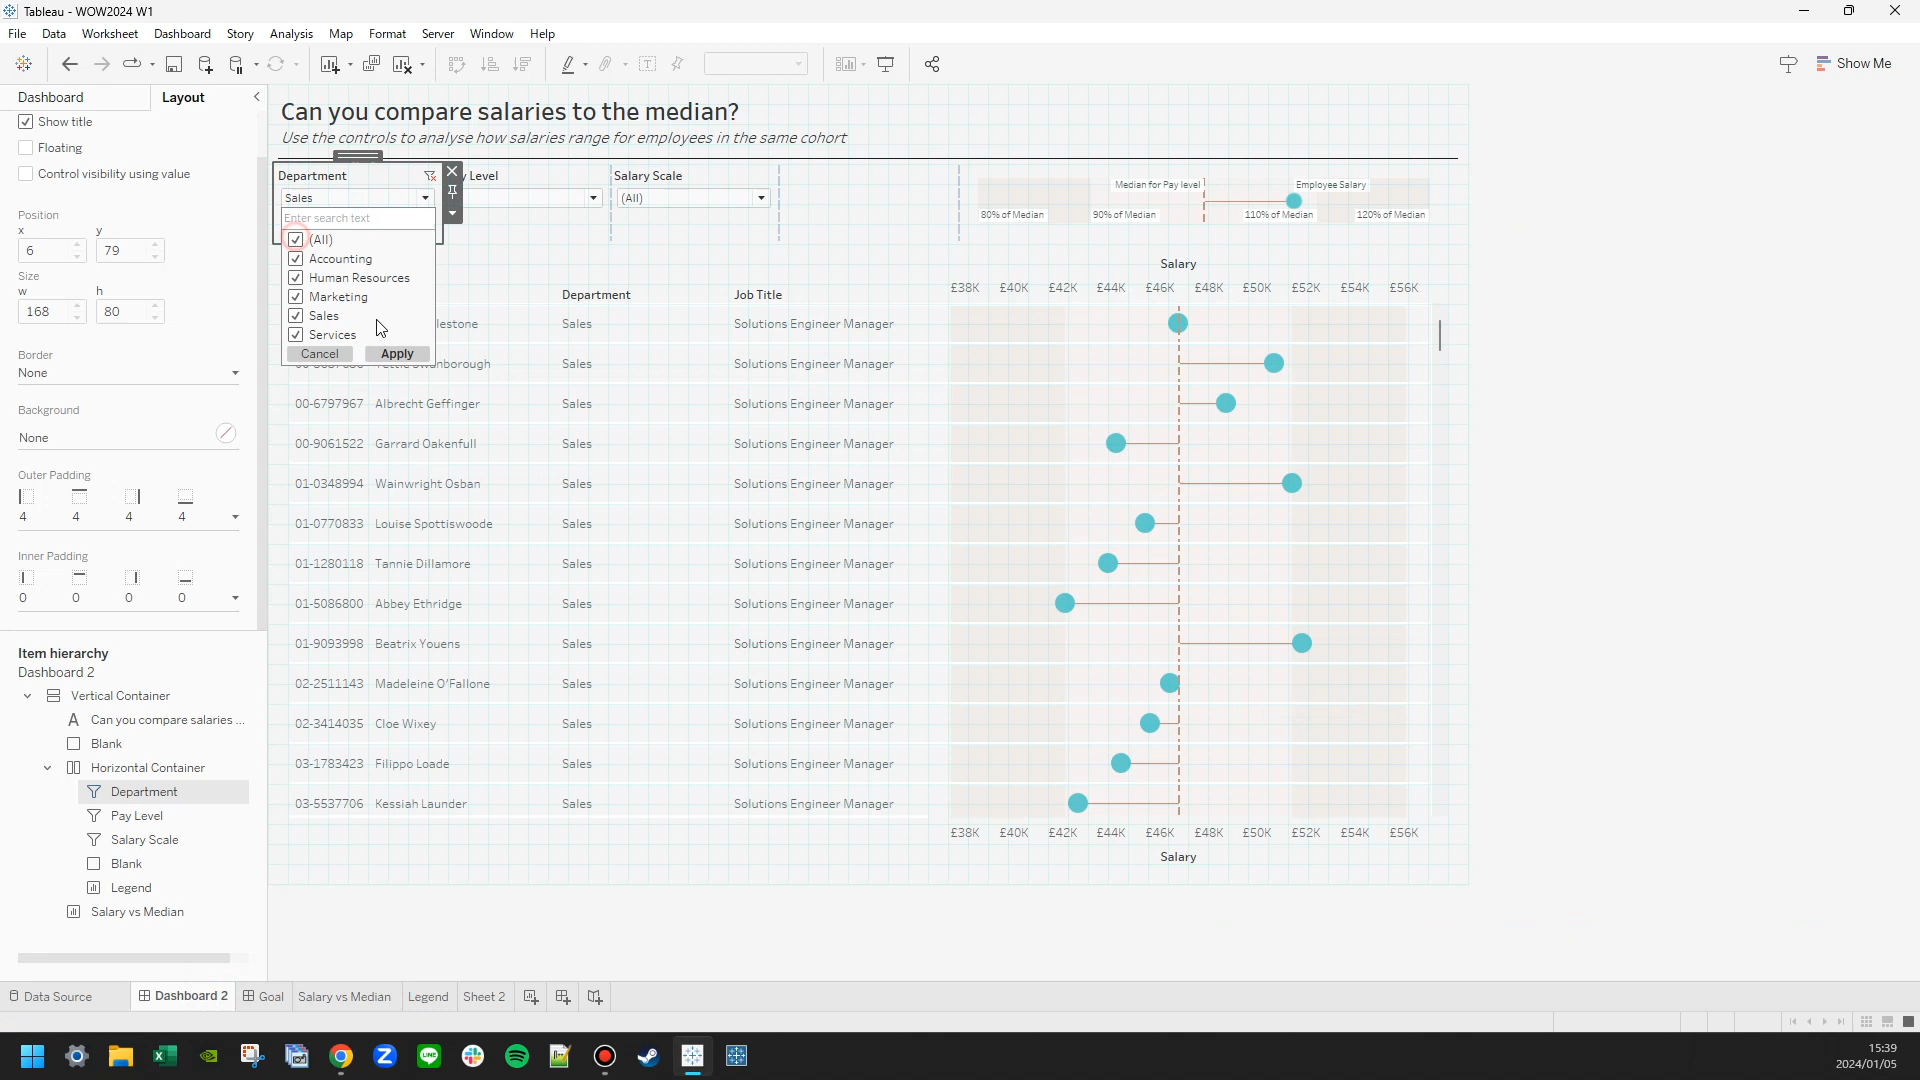 Tableau - WOW2024 W1
File Data Worksheet Dashboard Story Analysis Map Format Server Window Help
Show Me
Dashboard Layout
Show title
Floating
Control visibility using value
Position
x y
6 79
Size
w h
168 80
Border
None
Background
None
Outer Padding
4 4 4 4
Inner Padding
0 0 0 0
Item hierarchy
Dashboard 2
Vertical Container
Can you compare salaries ...
Blank
Horizontal Container
Department
Pay Level
Salary Scale
Blank
Legend
Salary vs Median
Can you compare salaries to the median?
Use the controls to analyse how salaries range for employees in the same cohort
Department
Sales
Enter search text
(All)
Accounting
Human Resources
Marketing
Sales
Services
Cancel Apply
y Level
Salary Scale
(All)
Median for Pay level Employee Salary
80% of Median 90% of Median 110% of Median 120% of Median
Salary
Department Job Title £38K £40K £42K £44K £46K £48K £50K £52K £54K £56K
lestone Sales Solutions Engineer Manager
Sales Solutions Engineer Manager
00-6797967 Albrecht Geffinger Sales Solutions Engineer Manager
00-9061522 Garrard Oakenfull Sales Solutions Engineer Manager
01-0348994 Wainwright Osban Sales Solutions Engineer Manager
01-0770833 Louise Spottiswoode Sales Solutions Engineer Manager
01-1280118 Tannie Dillamore Sales Solutions Engineer Manager
01-5086800 Abbey Ethridge Sales Solutions Engineer Manager
01-9093998 Beatrix Youens Sales Solutions Engineer Manager
02-2511143 Madeleine O'Fallone Sales Solutions Engineer Manager
02-3414035 Cloe Wixey Sales Solutions Engineer Manager
03-1783423 Filippo Loade Sales Solutions Engineer Manager
03-5537706 Kessiah Launder Sales Solutions Engineer Manager
£38K £40K £42K £44K £46K £48K £50K £52K £54K £56K
Salary
Data Source Dashboard 2 Goal Salary vs Median Legend Sheet 2
15:39
2024/01/05